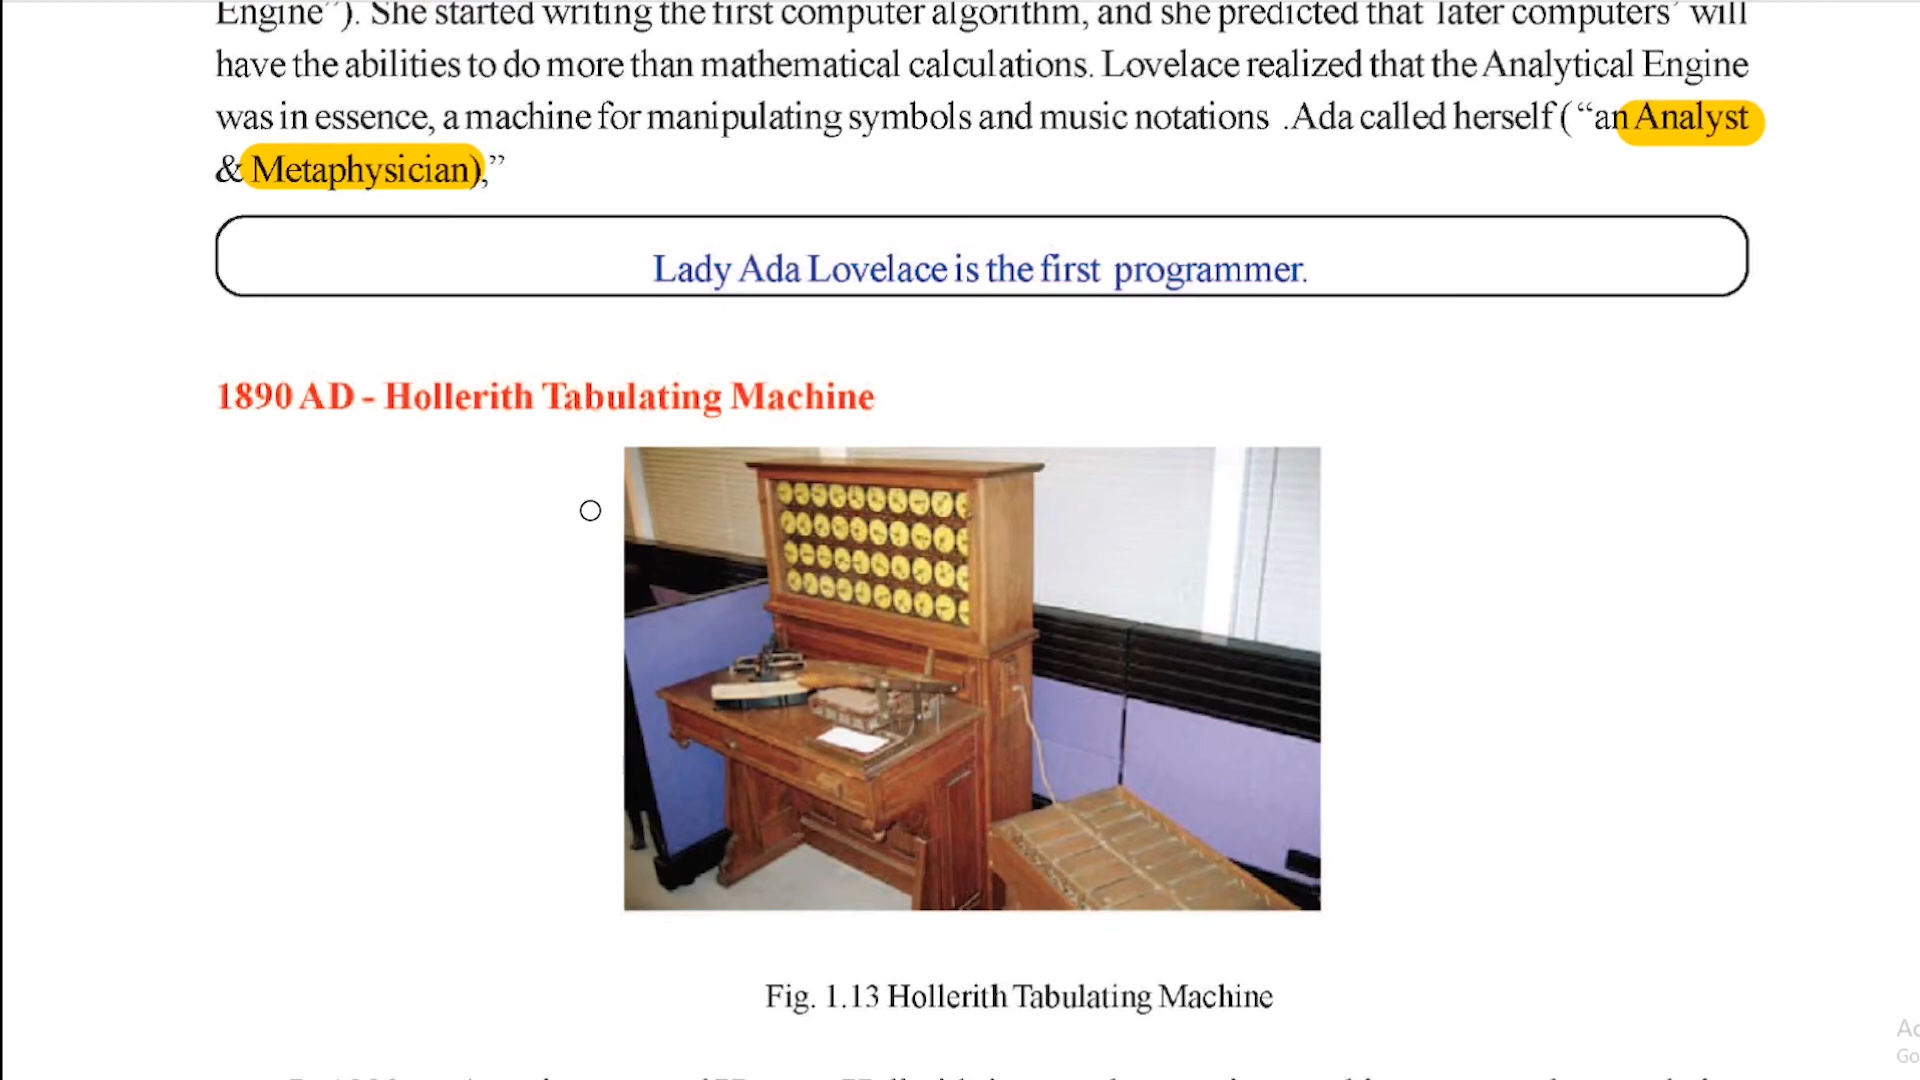 Engine”). She started writing the first computer algorithm, and she predicted that later computers’ will
have the abilities to do more than mathematical calculations. Lovelace realized that the Analytical Engine
was in essence, a machine for manipulating symbols and music notations .Ada called herself ( “an Analyst
& Metaphysician),”
Lady Ada Lovelace is the first programmer.
1890 AD - Hollerith Tabulating Machine
Fig. 1.13 Hollerith Tabulating Machine